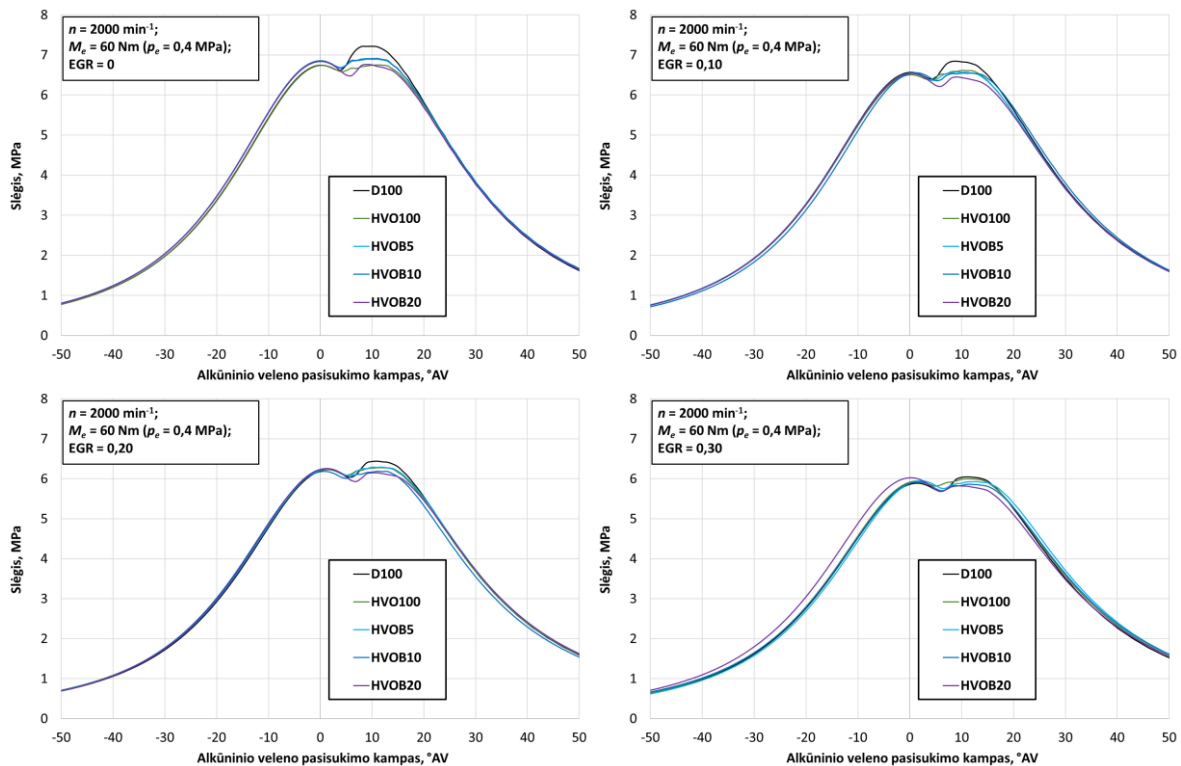 n = 2000 min-1;
Me = 60 Nm (pe = 0,4 MPa);
EGR = 0
Slėgis, MPa
8
7
6
5
4
3
2
1
0
D100
HVO100
HVOB5
HVOB10
HVOB20
-50 -40 -30 -20 -10 0 10 20 30 40 50
Alkūninio veleno pasisukimo kampas, °AV
n = 2000 min-1;
Me = 60 Nm (pe = 0,4 MPa);
EGR = 0,10
Slėgis, MPa
8
7
6
5
4
3
2
1
0
D100
HVO100
HVOB5
HVOB10
HVOB20
-50 -40 -30 -20 -10 0 10 20 30 40 50
Alkūninio veleno pasisukimo kampas, °AV
n = 2000 min-1;
Me = 60 Nm (pe = 0,4 MPa);
EGR = 0,20
Slėgis, MPa
8
7
6
5
4
3
2
1
0
D100
HVO100
HVOB5
HVOB10
HVOB20
-50 -40 -30 -20 -10 0 10 20 30 40 50
Alkūninio veleno pasisukimo kampas, °AV
n = 2000 min-1;
Me = 60 Nm (pe = 0,4 MPa);
EGR = 0,30
Slėgis, MPa
8
7
6
5
4
3
2
1
0
D100
HVO100
HVOB5
HVOB10
HVOB20
-50 -40 -30 -20 -10 0 10 20 30 40 50
Alkūninio veleno pasisukimo kampas, °AV